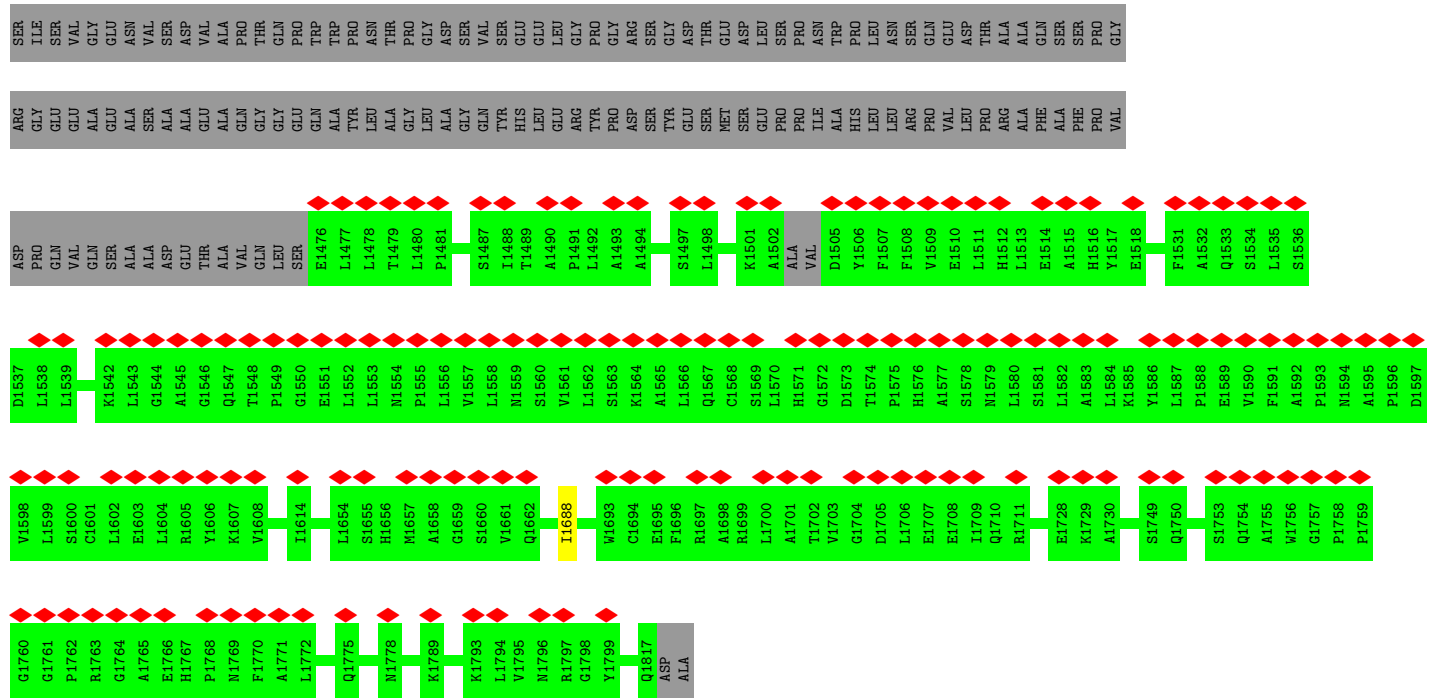 SER ILE SER VAL GLY GLU ASN VAL SER ASP VAL ALA PRO THR GLN PRO TRP TRP PRO ASN THR PRO GLY ASP SER VAL SER GLU GLU LEU GLY PRO GLY ARG SER GLY ASP THR GLU ASP LEU SER PRO ASN TRP PRO LEU ASN SER GLN GLU ASP THR ALA ALA GLN SER SER PRO GLY
ARG GLY GLU GLU ALA GLU ALA SER ALA ALA GLU ALA GLN GLY GLY GLU GLN ALA TYR LEU ALA GLY LEU ALA GLY GLN TYR HIS LEU GLU ARG TYR PRO ASP SER TYR GLU SER MET SER GLU PRO PRO ILE ALA HIS LEU LEU ARG PRO VAL LEU PRO ARG ALA PHE ALA PHE PRO VAL
ASP PRO GLN VAL GLN SER ALA ALA ASP GLU THR ALA VAL GLN LEU SER E1476 L1477 L1478 T1479 L1480 P1481 S1487 I1488 T1489 A1490 P1491 L1492 A1493 A1494 S1497 L1498 K1501 A1502 ALA VAL D1505 Y1506 F1507 F1508 V1509 E1510 L1511 H1512 L1513 E1514 A1515 H1516 Y1517 E1518 F1531 A1532 Q1533 S1534 L1535 S1536
D1537 L1538 L1539 K1542 L1543 G1544 A1545 G1546 Q1547 T1548 P1549 G1550 E1551 L1552 L1553 N1554 P1555 L1556 V1557 L1558 N1559 S1560 V1561 L1562 S1563 K1564 A1565 L1566 Q1567 C1568 S1569 L1570 H1571 G1572 D1573 T1574 P1575 H1576 A1577 S1578 N1579 L1580 S1581 L1582 A1583 L1584 K1585 Y1586 L1587 P1588 E1589 V1590 F1591 A1592 P1593 N1594 A1595 P1596 D1597
V1598 L1599 S1600 C1601 L1602 E1603 L1604 R1605 Y1606 K1607 V1608 I1614 L1654 S1655 H1656 M1657 A1658 G1659 S1660 V1661 Q1662 I1688 W1693 C1694 E1695 F1696 R1697 A1698 R1699 L1700 A1701 T1702 V1703 G1704 D1705 L1706 E1707 E1708 I1709 Q1710 R1711 E1728 K1729 A1730 S1749 Q1750 S1753 Q1754 A1755 W1756 G1757 P1758 P1759
G1760 G1761 P1762 R1763 G1764 A1765 E1766 H1767 P1768 N1769 F1770 A1771 L1772 Q1775 N1778 K1789 K1793 L1794 V1795 N1796 R1797 G1798 Y1799 Q1817 ASP ALA